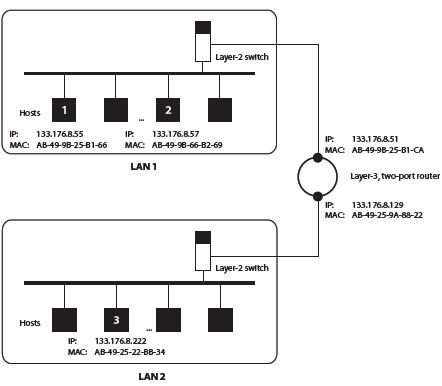 Layer-2 switch
Hosts
1
...
2
IP: 133.176.8.55
MAC: AB-49-9B-25-B1-66
IP: 133.176.8.57
MAC: AB-49-9B-66-B2-69
LAN 1
IP: 133.176.8.51
MAC: AB-49-9B-25-B1-CA
Layer-3, two-port router
IP: 133.176.8.129
MAC: AB-49-25-9A-88-22
Layer-2 switch
Hosts
3
...
IP: 133.176.8.222
MAC: AB-49-25-22-BB-34
LAN 2